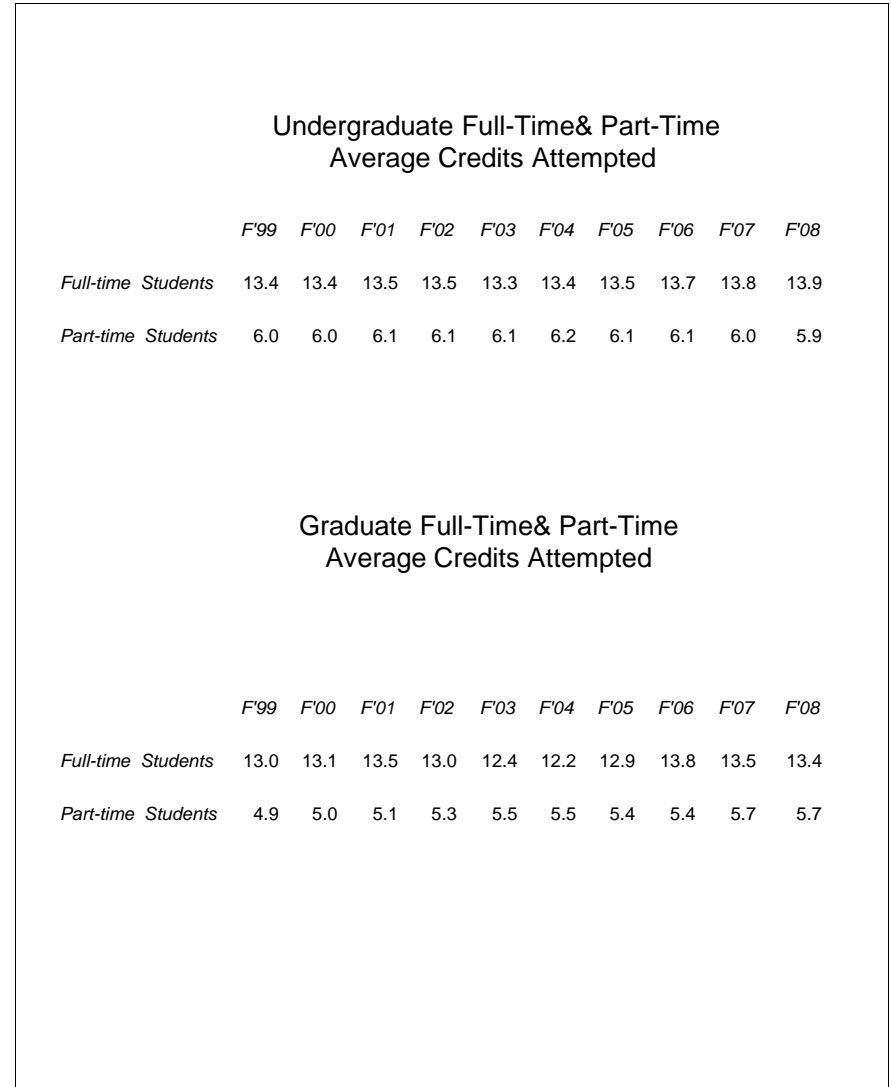 Undergraduate Full-Time& Part-Time
Average Credits Attempted
F'99 F'00 F'01 F'02 F'03 F'04 F'05 F'06 F'07 F'08
Full-time Students 13.4 13.4 13.5 13.5 13.3 13.4 13.5 13.7 13.8 13.9
Part-time Students 6.0 6.0 6.1 6.1 6.1 6.2 6.1 6.1 6.0 5.9
Graduate Full-Time& Part-Time
Average Credits Attempted
F'99 F'00 F'01 F'02 F'03 F'04 F'05 F'06 F'07 F'08
Full-time Students 13.0 13.1 13.5 13.0 12.4 12.2 12.9 13.8 13.5 13.4
Part-time Students 4.9 5.0 5.1 5.3 5.5 5.5 5.4 5.4 5.7 5.7